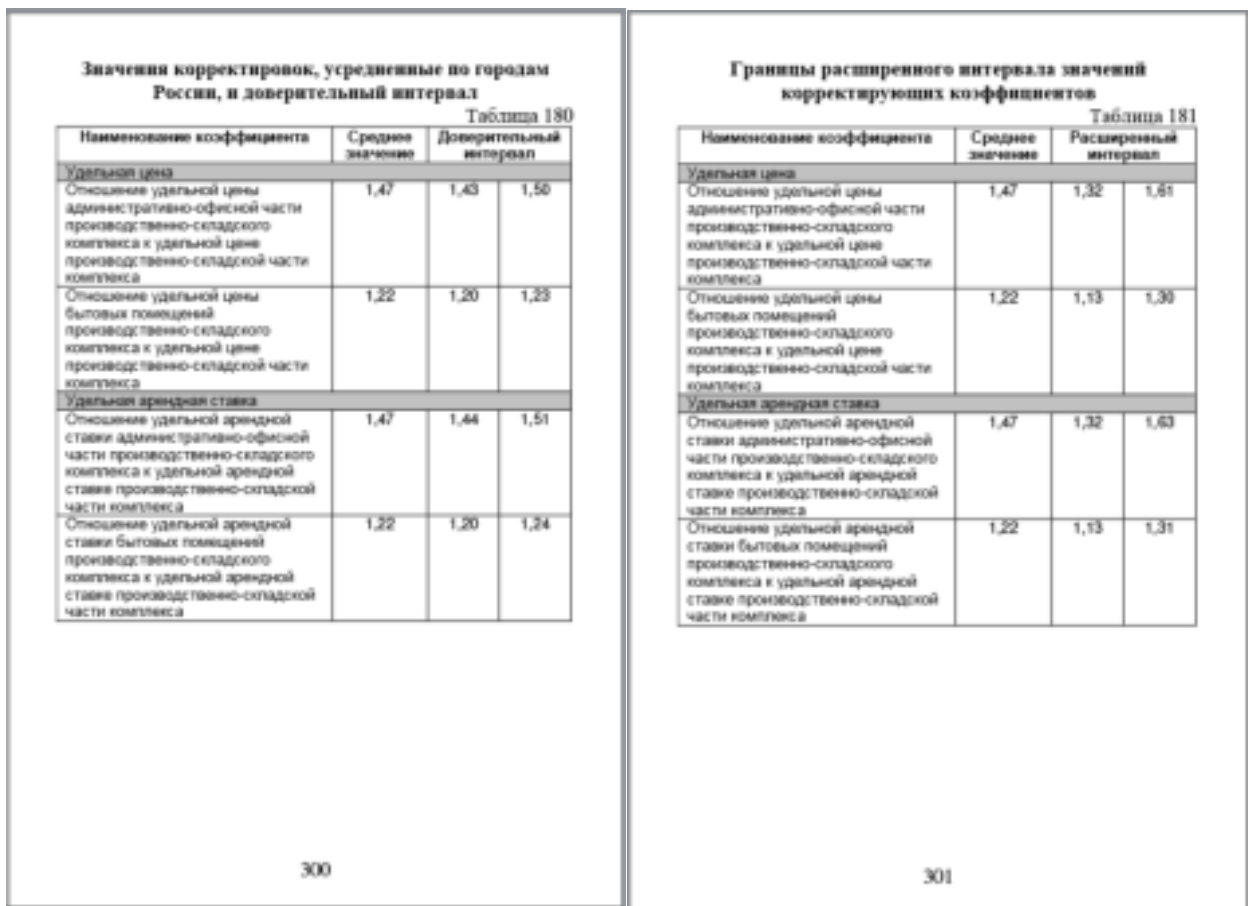 Значения корректировок, усредненные по городам
России, и доверительный интервал
Таблица 180
Наименование коэффициента Среднее Доверительный
значение интервал
Удельная цена
Отношение удельной цены 1,47 1,43 1,50
административно-офисной части
производственно-складского
комплекса к удельной цене
производственно-складской части
комплекса
Отношение удельной цены 1,22 1,20 1,23
бытовых помещений
производственно-складского
комплекса к удельной цене
производственно-складской части
комплекса
Удельная арендная ставка
Отношение удельной арендной 1,47 1,44 1,51
ставки административно-офисной
части производственно-складского
комплекса к удельной арендной
ставке производственно-складской
части комплекса
Отношение удельной арендной 1,22 1,20 1,24
ставки бытовых помещений
производственно-складского
комплекса к удельной арендной
ставке производственно-складской
части комплекса
300
Границы расширенного интервала значений
корректирующих коэффициентов
Таблица 181
Наименование коэффициента Среднее Расширенный
значение интервал
Удельная цена
Отношение удельной цены 1,47 1,32 1,61
административно-офисной части
производственно-складского
комплекса к удельной цене
производственно-складской части
комплекса
Отношение удельной цены 1,22 1,13 1,30
бытовых помещений
производственно-складского
комплекса к удельной цене
производственно-складской части
комплекса
Удельная арендная ставка
Отношение удельной арендной 1,47 1,32 1,63
ставки административно-офисной
части производственно-складского
комплекса к удельной арендной
ставке производственно-складской
части комплекса
Отношение удельной арендной 1,22 1,13 1,31
ставки бытовых помещений
производственно-складского
комплекса к удельной арендной
ставке производственно-складской
части комплекса
301